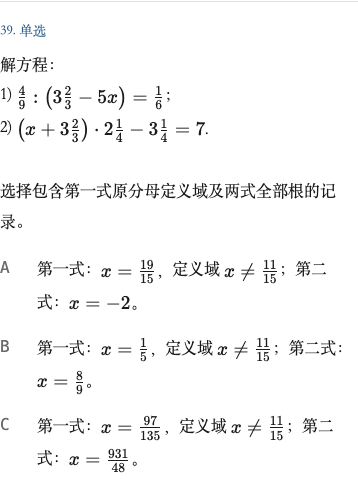 39. 单选
解方程：
1) 4/9 : (3 2/3 − 5x) = 1/6;
2) (x + 3 2/3) · 2 1/4 − 3 1/4 = 7.
选择包含第一式原分母定义域及两式全部根的记
录。
A 第一式：x = 19/15，定义域 x ≠ 11/15；第二
式：x = −2。
B 第一式：x = 1/5，定义域 x ≠ 11/15；第二式：
x = 8/9。
C 第一式：x = 97/135，定义域 x ≠ 11/15；第二
式：x = 931/48。